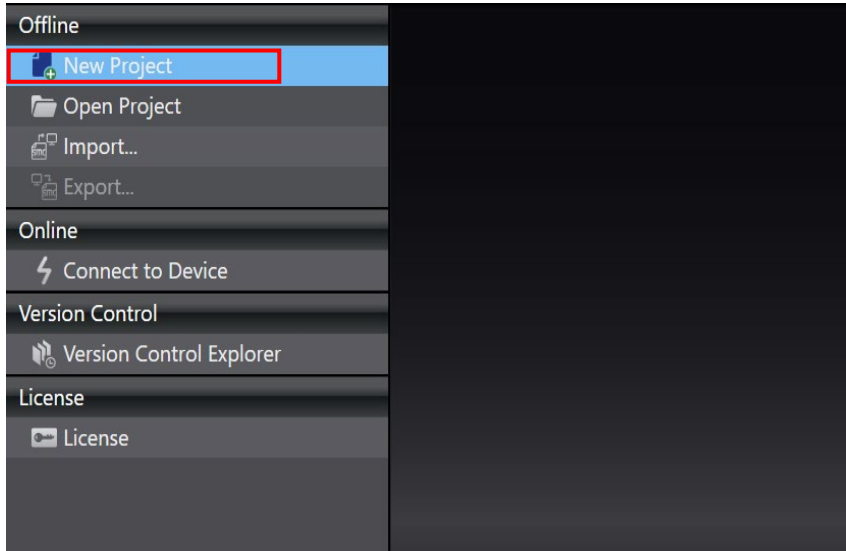 Offline
New Project
Open Project
Import...
Export...
Online
Connect to Device
Version Control
Version Control Explorer
License
License